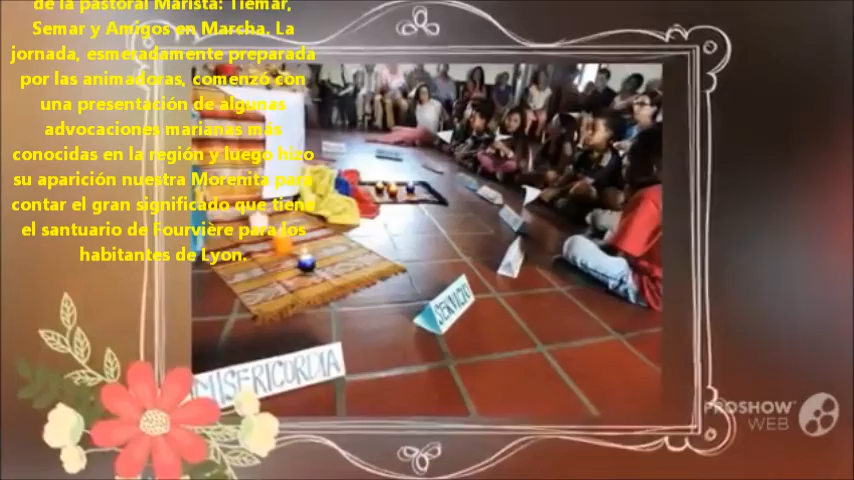 de la pastoral Marista: Tiemar,
Semar y Amigos en Marcha. La
jornada, esmeradamente preparada
por las animadoras, comenzó con
una presentación de algunas
advocaciones marianas más
conocidas en la región y luego hizo
su aparición nuestra Morenita para
contar el gran significado que tiene
el santuario de Fourvière para los
habitantes de Lyon.
SERVICIO
MISERICORDIA
PROSHOW
WEB